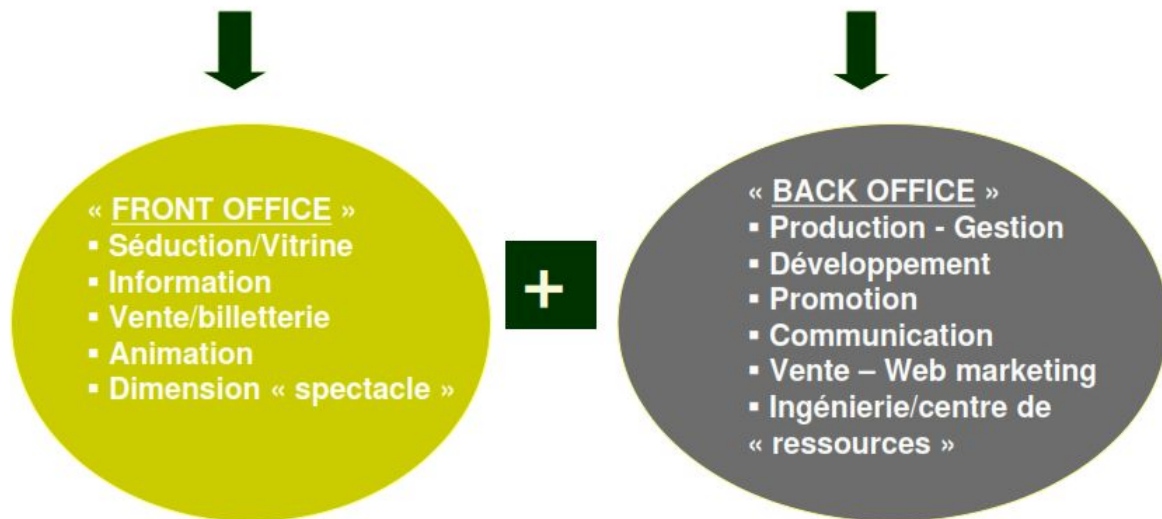 « FRONT OFFICE »
▪ Séduction/Vitrine
▪ Information
▪ Vente/billetterie
▪ Animation
▪ Dimension « spectacle »
+
« BACK OFFICE »
▪ Production - Gestion
▪ Développement
▪ Promotion
▪ Communication
▪ Vente – Web marketing
▪ Ingénierie/centre de
« ressources »